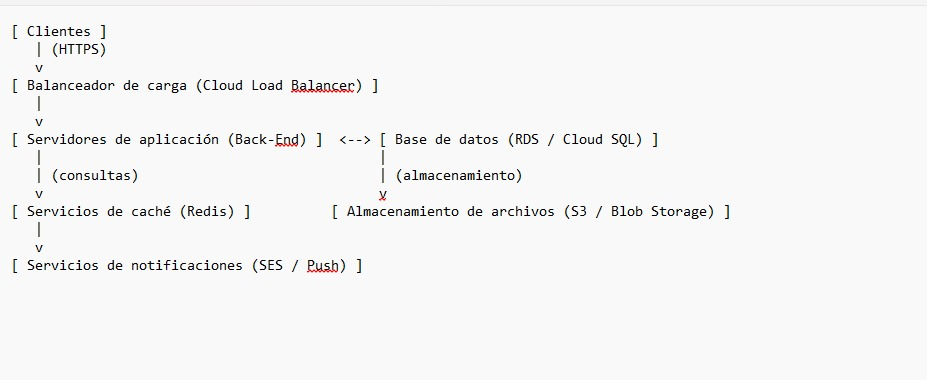 [ Clientes ]
| (HTTPS)
v
[ Balanceador de carga (Cloud Load Balancer) ]
|
v
[ Servidores de aplicación (Back-End) ] <--> [ Base de datos (RDS / Cloud SQL) ]
| |
| (consultas) | (almacenamiento)
v v
[ Servicios de caché (Redis) ] [ Almacenamiento de archivos (S3 / Blob Storage) ]
|
v
[ Servicios de notificaciones (SES / Push) ]